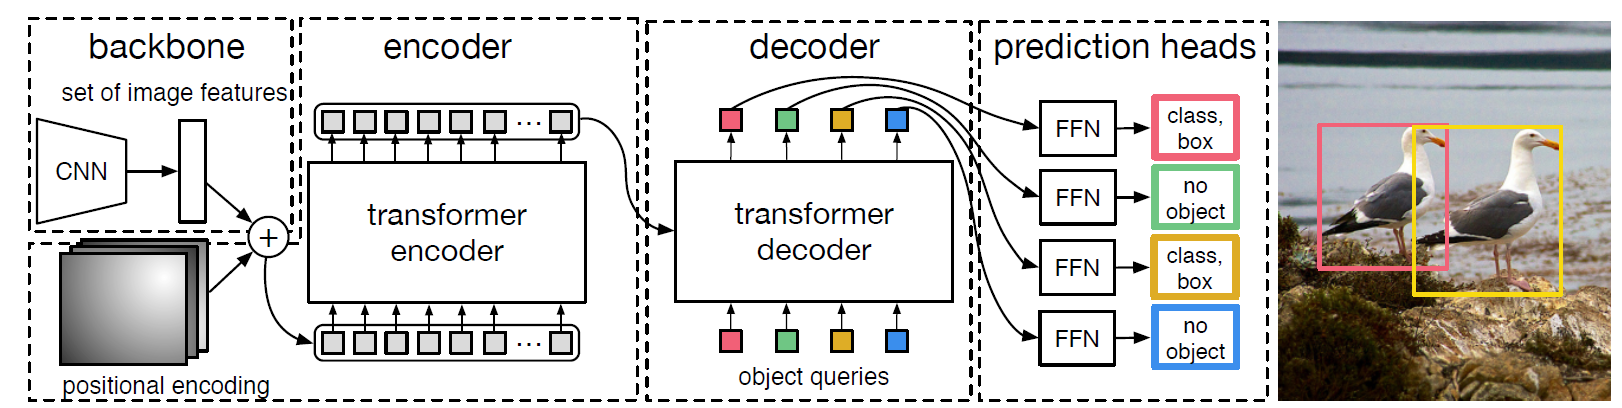 backbone
set of image features
CNN
+
positional encoding
encoder
...
transformer
encoder
...
decoder
transformer
decoder
object queries
prediction heads
FFN
class,
box
FFN
no
object
FFN
class,
box
FFN
no
object